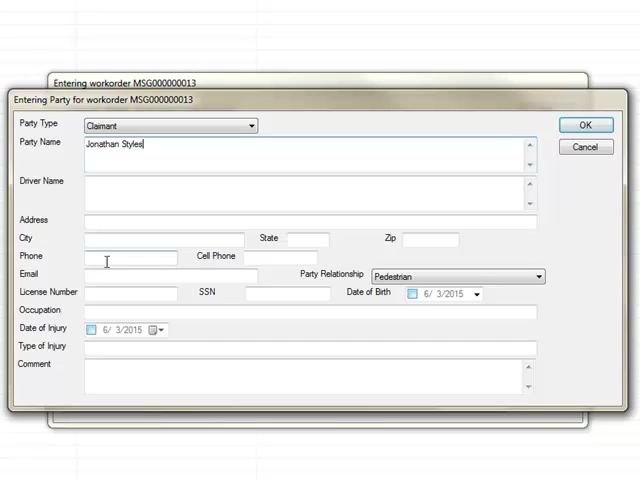 Entering workorder MSG000000013
Entering Party for workorder MSG000000013
Party Type Claimant OK
Party Name Jonathan Styles Cancel
Driver Name
Address
City State Zip
Phone Cell Phone
Email Party Relationship Pedestrian
License Number SSN Date of Birth 6/ 3/2015
Occupation
Date of Injury 6/ 3/2015
Type of Injury
Comment